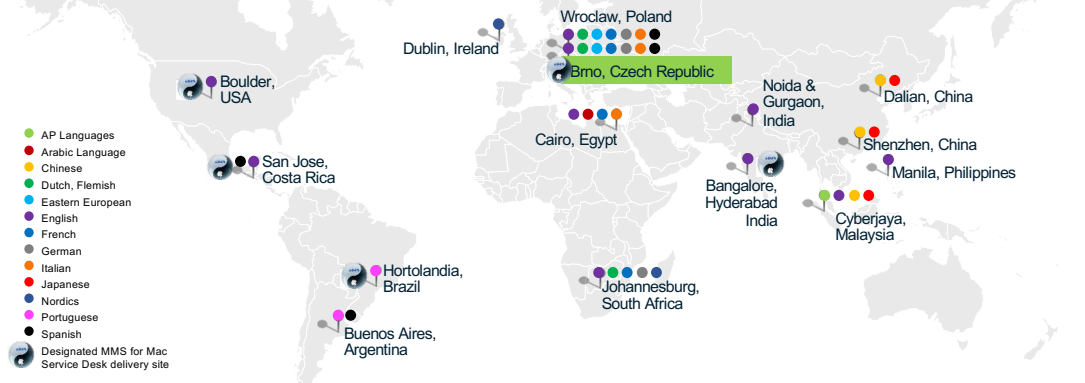 Wroclaw, Poland
Dublin, Ireland
Brno, Czech Republic
Boulder,
USA
Noida &
Gurgaon,
India
Dalian, China
Cairo, Egypt
Shenzhen, China
San Jose,
Costa Rica
Manila, Philippines
Bangalore,
Hyderabad
India
Cyberjaya,
Malaysia
Hortolandia,
Brazil
Johannesburg,
South Africa
Buenos Aires,
Argentina
AP Languages
Arabic Language
Chinese
Dutch, Flemish
Eastern European
English
French
German
Italian
Japanese
Nordics
Portuguese
Spanish
Designated MMS for Mac
Service Desk delivery site